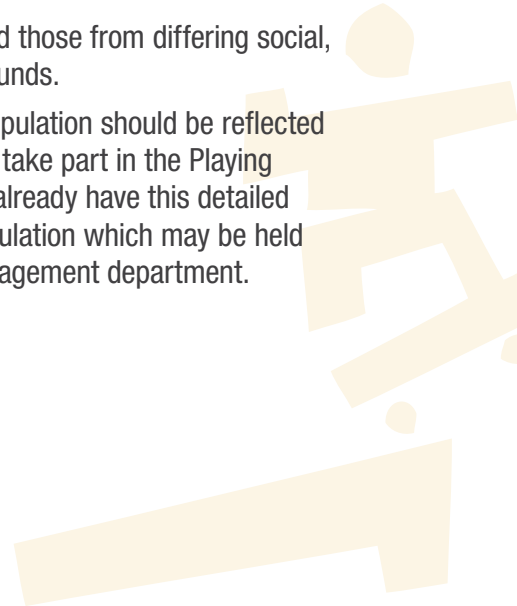 d those from differing social,
unds.
pulation should be reflected
take part in the Playing
already have this detailed
ulation which may be held
agement department.